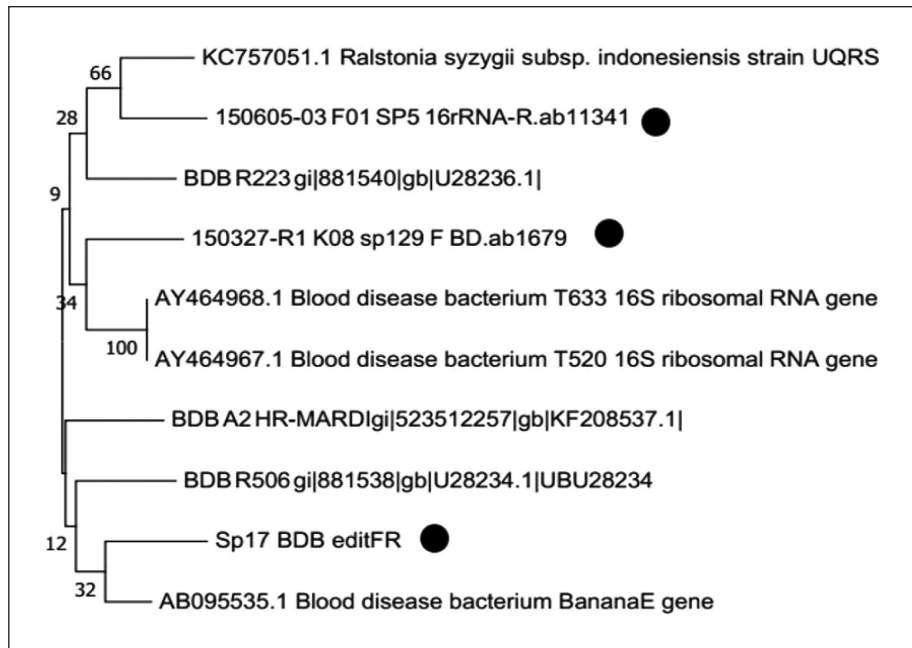 KC757051.1 Ralstonia syzygii subsp. indonesiensis strain UQRS
66
150605-03 F01 SP5 16rRNA-R.ab11341
28
BDB R223 gi|881540|gb|U28236.1|
9
150327-R1 K08 sp129 F BD.ab1679
34
AY464968.1 Blood disease bacterium T633 16S ribosomal RNA gene
100
AY464967.1 Blood disease bacterium T520 16S ribosomal RNA gene
BDB A2 HR-MARDIgi|523512257|gb|KF208537.1|
BDB R506 gi|881538|gb|U28234.1|UBU28234
12
Sp17 BDB editFR
32
AB095535.1 Blood disease bacterium BananaE gene